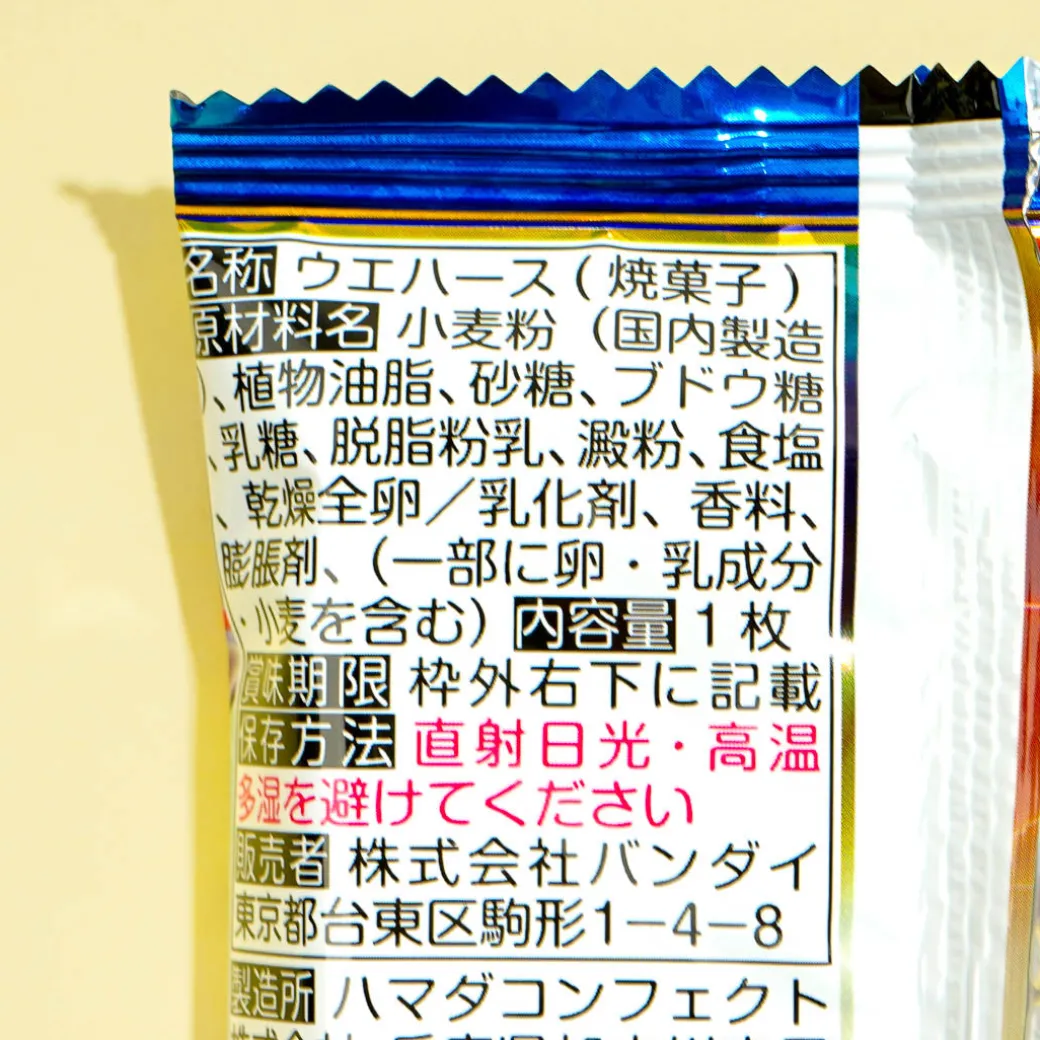 名称 ウエハース(焼菓子)
原材料名 小麦粉 (国内製造
)、植物油脂、砂糖、ブドウ糖
、乳糖、脱脂粉乳、澱粉、食塩
、乾燥全卵／乳化剤、香料、
膨脹剤、(一部に卵・乳成分
・小麦を含む) 内容量 1枚
賞味期限 枠外右下に記載
保存方法 直射日光・高温
多湿を避けてください
販売者 株式会社バンダイ
東京都台東区駒形1−4−8
製造所 ハマダコンフェクト